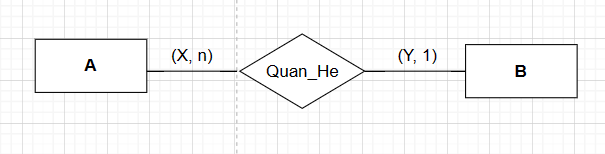 A
(X, n)
Quan_He
(Y, 1)
B